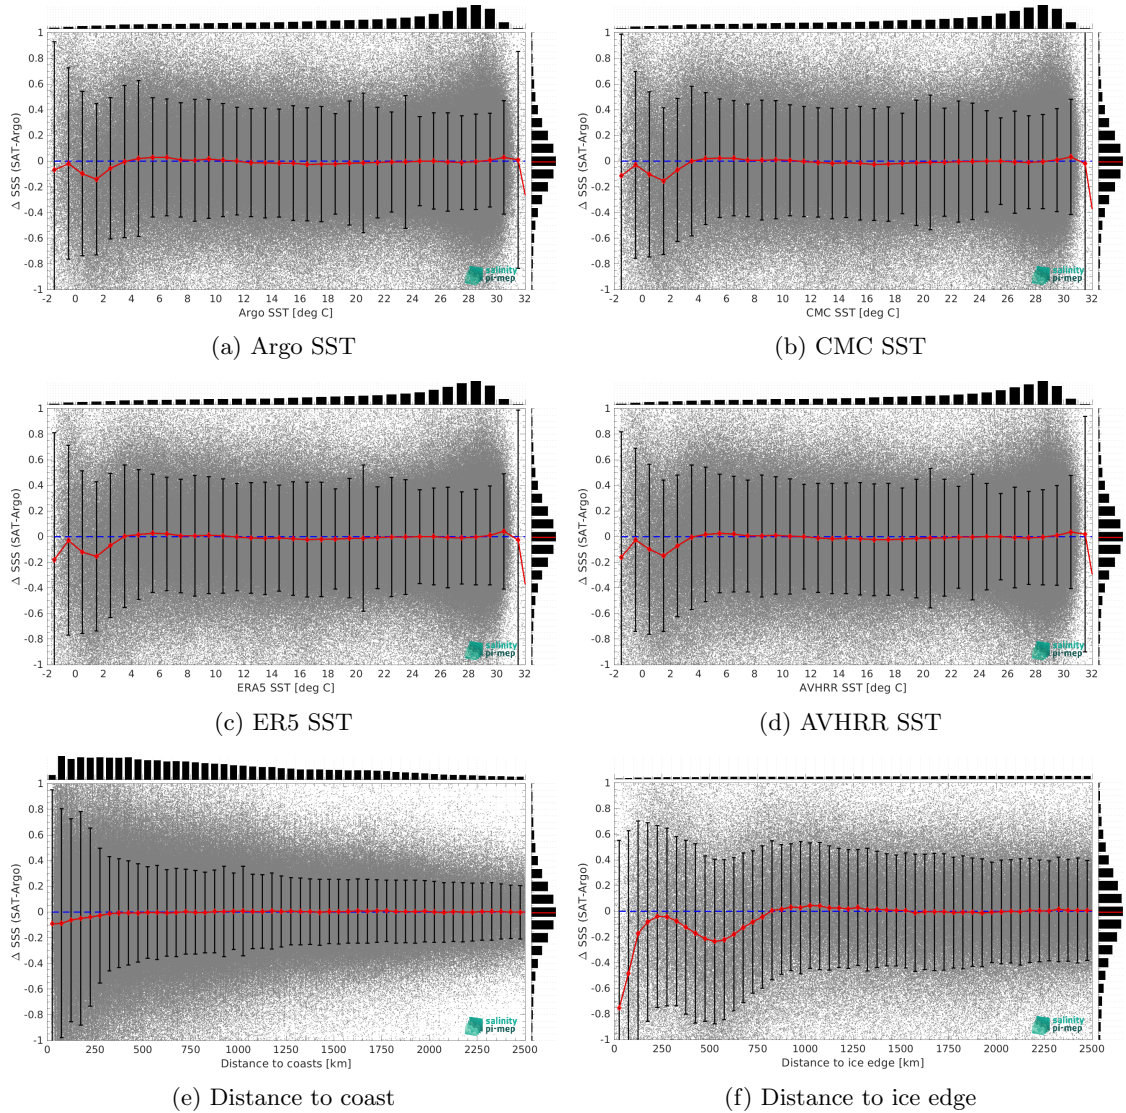 1
0.8
0.6
0.4
0.2
0
-0.2
-0.4
-0.6
-0.8
-1
Δ SSS (SAT-Argo)
salinity
pi-mep
-2 0 2 4 6 8 10 12 14 16 18 20 22 24 26 28 30 32
Argo SST [deg C]
(a) Argo SST
1
0.8
0.6
0.4
0.2
0
-0.2
-0.4
-0.6
-0.8
-1
Δ SSS (SAT-Argo)
salinity
pi-mep
-2 0 2 4 6 8 10 12 14 16 18 20 22 24 26 28 30 32
CMC SST [deg C]
(b) CMC SST
1
0.8
0.6
0.4
0.2
0
-0.2
-0.4
-0.6
-0.8
-1
Δ SSS (SAT-Argo)
salinity
pi-mep
-2 0 2 4 6 8 10 12 14 16 18 20 22 24 26 28 30 32
ERA5 SST [deg C]
(c) ER5 SST
1
0.8
0.6
0.4
0.2
0
-0.2
-0.4
-0.6
-0.8
-1
Δ SSS (SAT-Argo)
salinity
pi-mep
-2 0 2 4 6 8 10 12 14 16 18 20 22 24 26 28 30 32
AVHRR SST [deg C]
(d) AVHRR SST
1
0.8
0.6
0.4
0.2
0
-0.2
-0.4
-0.6
-0.8
-1
Δ SSS (SAT-Argo)
salinity
pi-mep
0 250 500 750 1000 1250 1500 1750 2000 2250 2500
Distance to coasts [km]
(e) Distance to coast
1
0.8
0.6
0.4
0.2
0
-0.2
-0.4
-0.6
-0.8
-1
Δ SSS (SAT-Argo)
salinity
pi-mep
0 250 500 750 1000 1250 1500 1750 2000 2250 2500
Distance to ice edge [km]
(f) Distance to ice edge